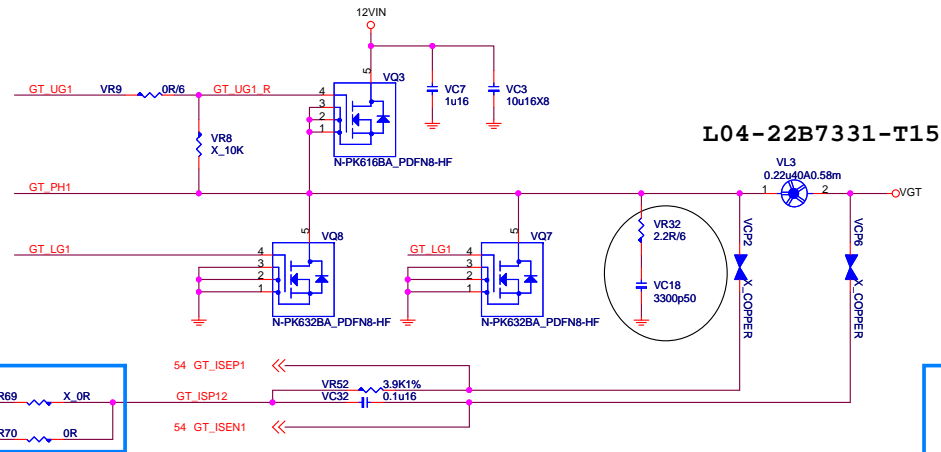 12VIN
5
VQ3
GT_UG1
VR9
0R/6
GT_UG1_R
4
3
2
1
VC7
1u16
VC3
10u16X8
VR8
X_10K
N-PK616BA_PDFN8-HF
L04-22B7331-T15
VL3
0.22u40A0.58m
GT_PH1
1
2
VGT
5
VQ8
5
VQ7
VR32
2.2R/6
VCP2
VCP6
GT_LG1
4
3
2
1
GT_LG1
4
3
2
1
VC18
3300p50
X_COPPER
X_COPPER
N-PK632BA_PDFN8-HF
N-PK632BA_PDFN8-HF
54 GT_ISEP1
R69
X_0R
GT_ISP12
VR52
3.9K1%
VC32
0.1u16
54 GT_ISEN1
R70
0R